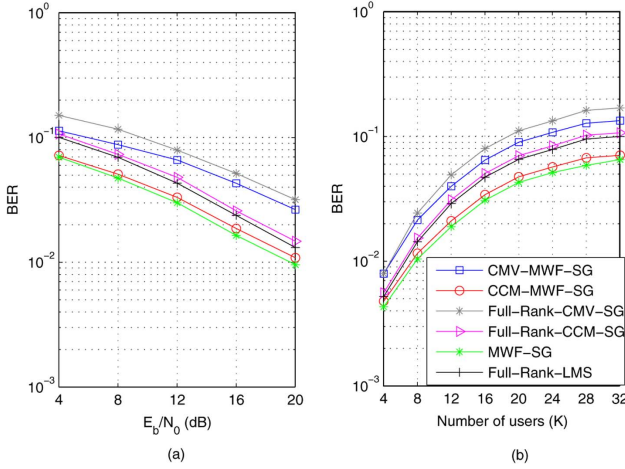 10^0
10^-1
10^-2
10^-3
BER
4 8 12 16 20
E_b/N_0 (dB)
(a)
10^0
10^-1
10^-2
10^-3
BER
4 8 12 16 20 24 28 32
Number of users (K)
(b)
CMV-MWF-SG
CCM-MWF-SG
Full-Rank-CMV-SG
Full-Rank-CCM-SG
MWF-SG
Full-Rank-LMS